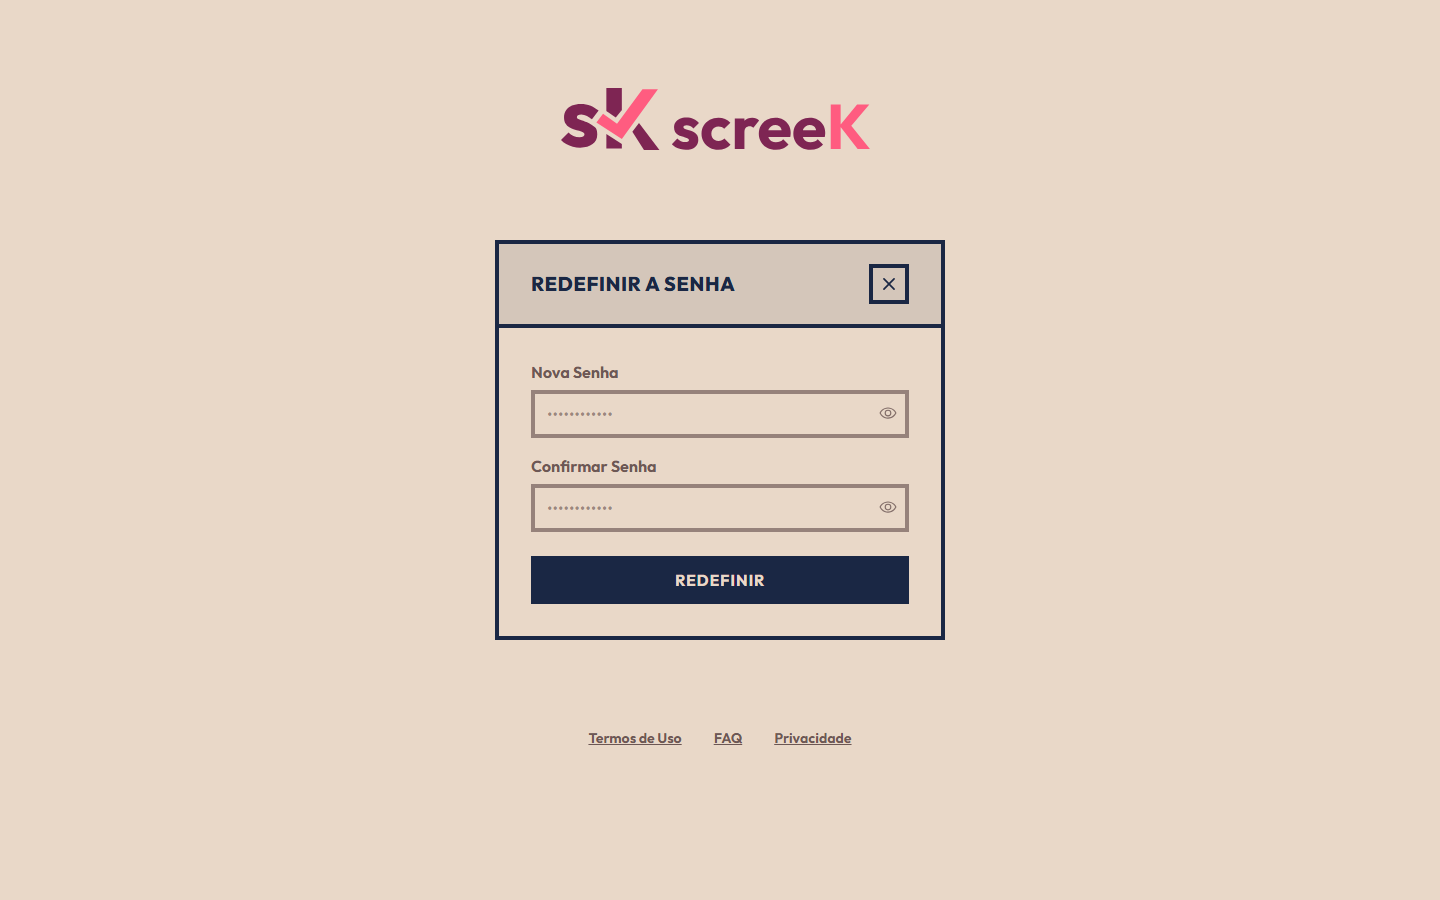 sK screeK
REDEFINIR A SENHA
Nova Senha
••••••••••••
Confirmar Senha
••••••••••••
REDEFINIR
Termos de Uso FAQ Privacidade